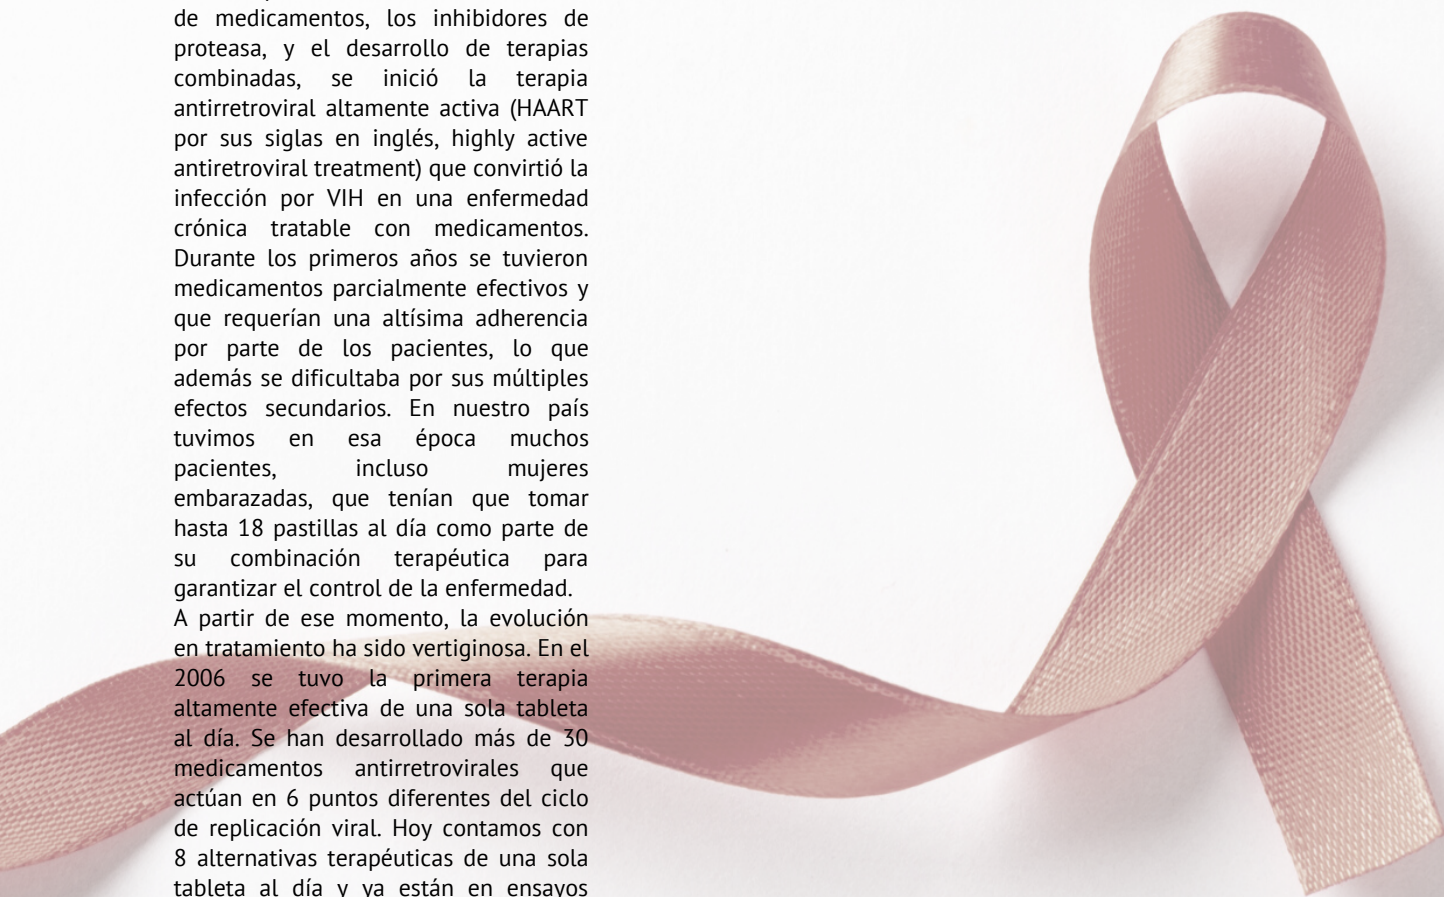 de medicamentos, los inhibidores de
proteasa, y el desarrollo de terapias
combinadas, se inició la terapia
antirretroviral altamente activa (HAART
por sus siglas en inglés, highly active
antiretroviral treatment) que convirtió la
infección por VIH en una enfermedad
crónica tratable con medicamentos.
Durante los primeros años se tuvieron
medicamentos parcialmente efectivos y
que requerían una altísima adherencia
por parte de los pacientes, lo que
además se dificultaba por sus múltiples
efectos secundarios. En nuestro país
tuvimos en esa época muchos
pacientes, incluso mujeres
embarazadas, que tenían que tomar
hasta 18 pastillas al día como parte de
su combinación terapéutica para
garantizar el control de la enfermedad.
A partir de ese momento, la evolución
en tratamiento ha sido vertiginosa. En el
2006 se tuvo la primera terapia
altamente efectiva de una sola tableta
al día. Se han desarrollado más de 30
medicamentos antirretrovirales que
actúan en 6 puntos diferentes del ciclo
de replicación viral. Hoy contamos con
8 alternativas terapéuticas de una sola
tableta al día y ya están en ensayos